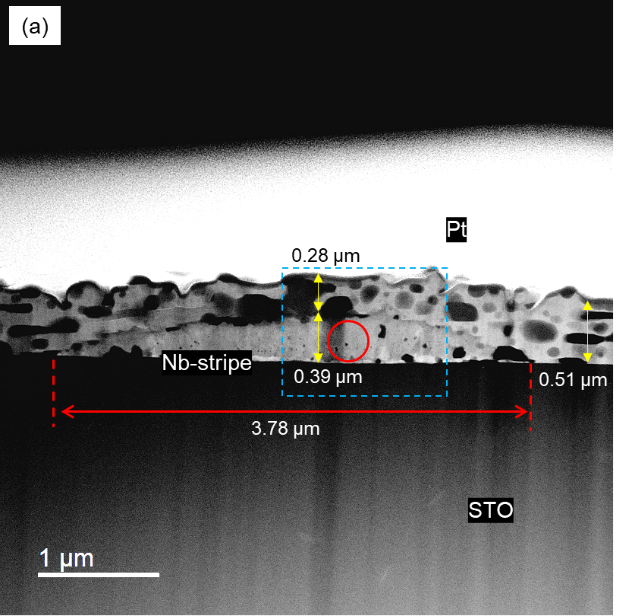 (a)
Pt
0.28 µm
Nb-stripe
0.39 µm
0.51 µm
3.78 µm
STO
1 µm